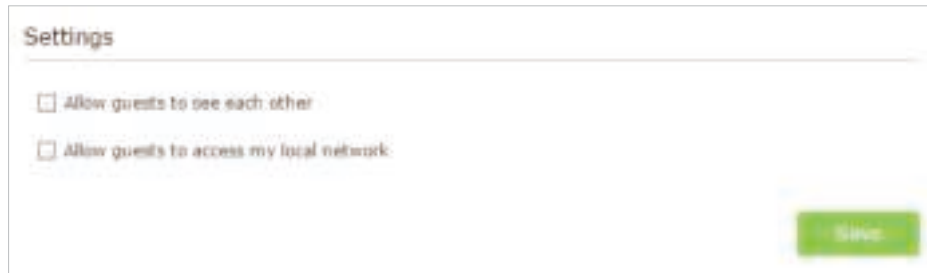 Settings
Allow guests to see each other
Allow guests to access my local network
Save